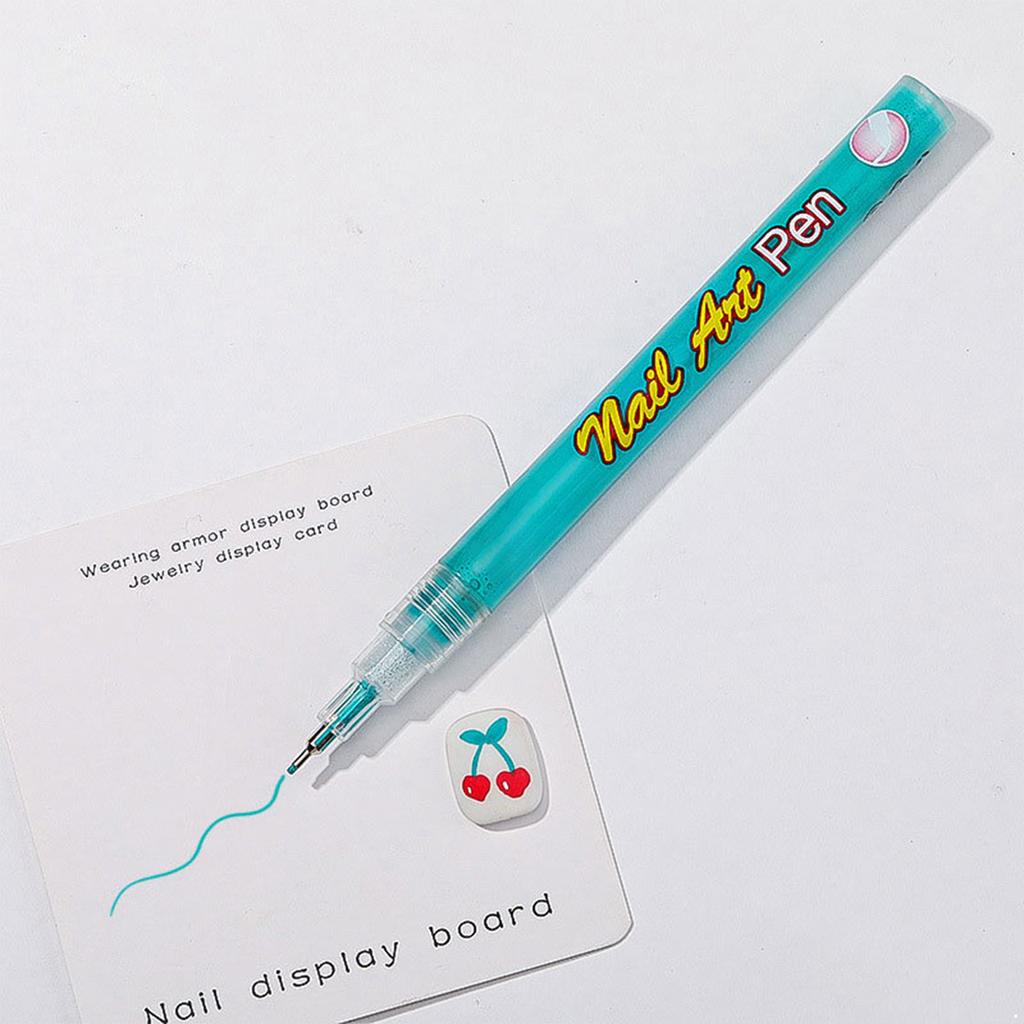 Nail Art Pen
Wearing armor display board
Jewelry display card
Nail display board